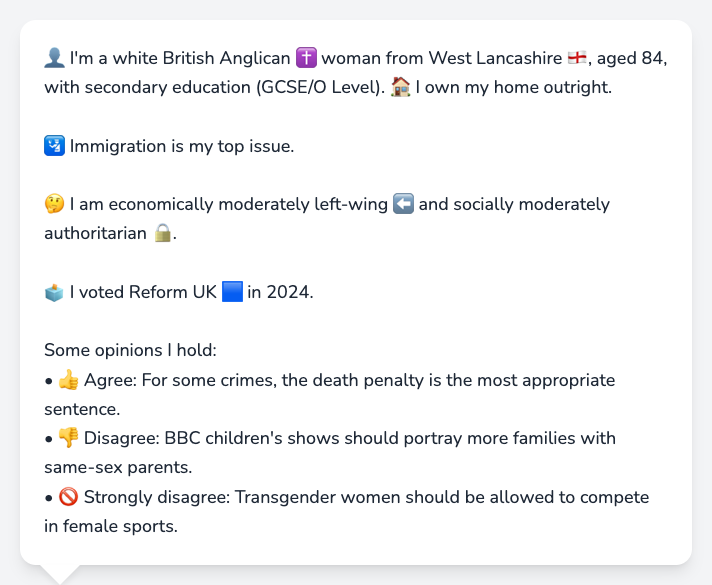 👤 I'm a white British Anglican ✝️ woman from West Lancashire 🏴󠁧󠁢󠁥󠁮󠁧󠁿, aged 84,
with secondary education (GCSE/O Level). 🏠 I own my home outright.
🛂 Immigration is my top issue.
🤔 I am economically moderately left-wing ⬅️ and socially moderately
authoritarian 🔒.
🗳️ I voted Reform UK 🟦 in 2024.
Some opinions I hold:
• 👍 Agree: For some crimes, the death penalty is the most appropriate
sentence.
• 👎 Disagree: BBC children's shows should portray more families with
same-sex parents.
• 🚫 Strongly disagree: Transgender women should be allowed to compete
in female sports.